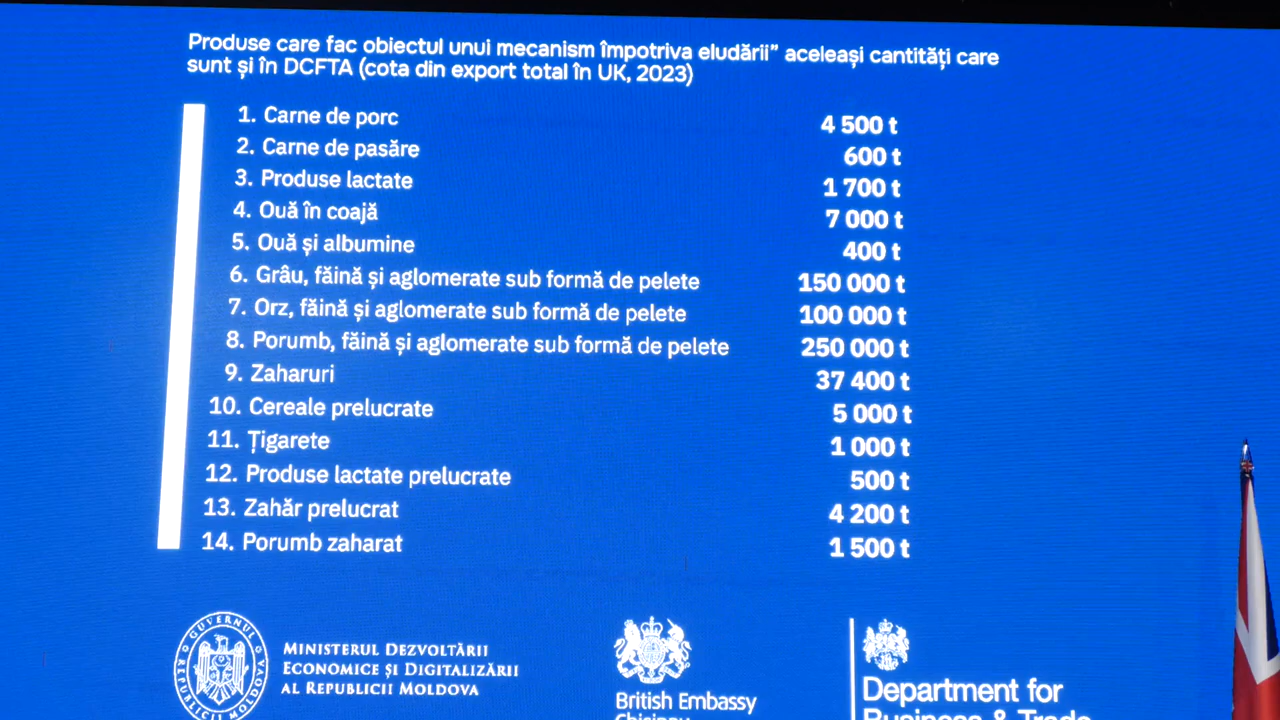 Produse care fac obiectul unui mecanism împotriva eludării” aceleași cantități care
sunt și în DCFTA (cota din export total în UK, 2023)
1. Carne de porc 4 500 t
2. Carne de pasăre 600 t
3. Produse lactate 1 700 t
4. Ouă în coajă 7 000 t
5. Ouă și albumine 400 t
6. Grâu, făină și aglomerate sub formă de pelete 150 000 t
7. Orz, făină și aglomerate sub formă de pelete 100 000 t
8. Porumb, făină și aglomerate sub formă de pelete 250 000 t
9. Zaharuri 37 400 t
10. Cereale prelucrate 5 000 t
11. Țigarete 1 000 t
12. Produse lactate prelucrate 500 t
13. Zahăr prelucrat 4 200 t
14. Porumb zaharat 1 500 t
GUVERNUL REPUBLICII MOLDOVA
MINISTERUL DEZVOLTĂRII
ECONOMICE ȘI DIGITALIZĂRII
AL REPUBLICII MOLDOVA
British Embassy
Chisinau
Department for
Business & Trade